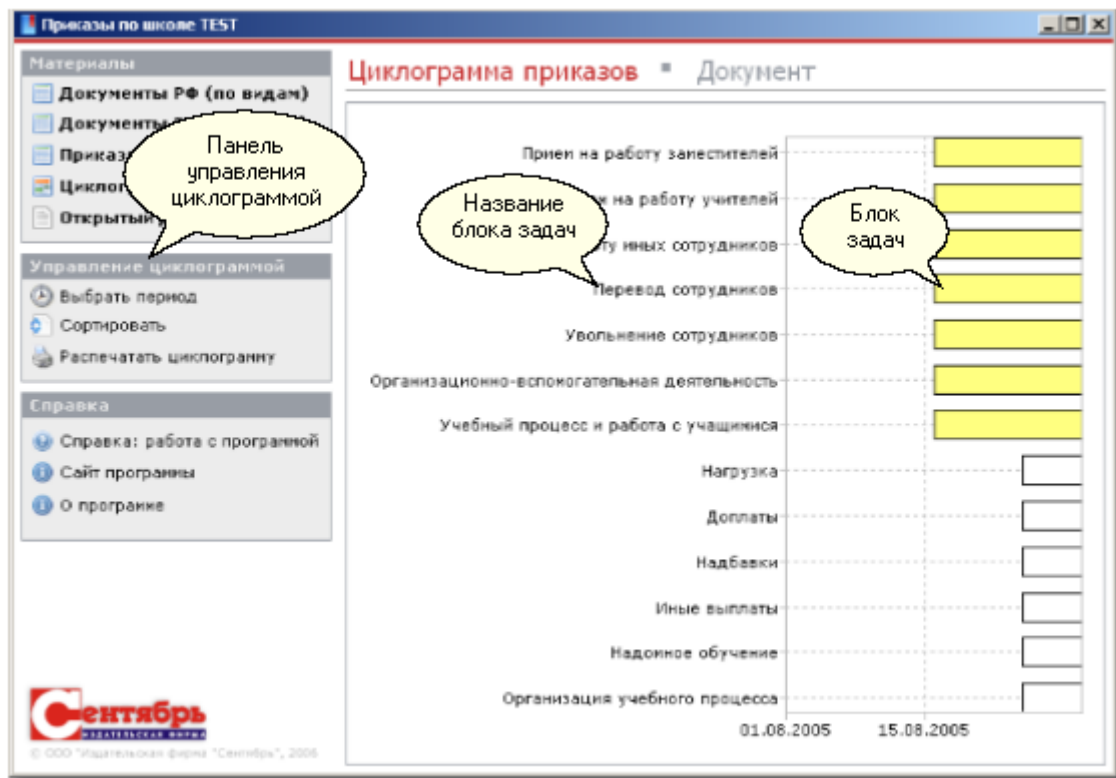 Приказы по школе TEST
Материалы
Документы РФ (по видам)
Документы
Приказ
Циклог
Открытый
Панель
управления
циклограммой
Управление циклограммой
Выбрать период
Сортировать
Распечатать циклограмму
Справка
Справка: работа с программой
Сайт программы
О программе
Сентябрь
ИЗДАТЕЛЬСКАЯ ФИРМА
© ООО "Издательская фирма "Сентябрь", 2006
Циклограмма приказов ▪ Документ
Прием на работу заместителей
на работу учителей
иных сотрудников
Перевод сотрудников
Увольнение сотрудников
Организационно-вспомогательная деятельность
Учебный процесс и работа с учащимися
Нагрузка
Доплаты
Надбавки
Иные выплаты
Надомное обучение
Организация учебного процесса
Название
блока задач
Блок
задач
01.08.2005 15.08.2005